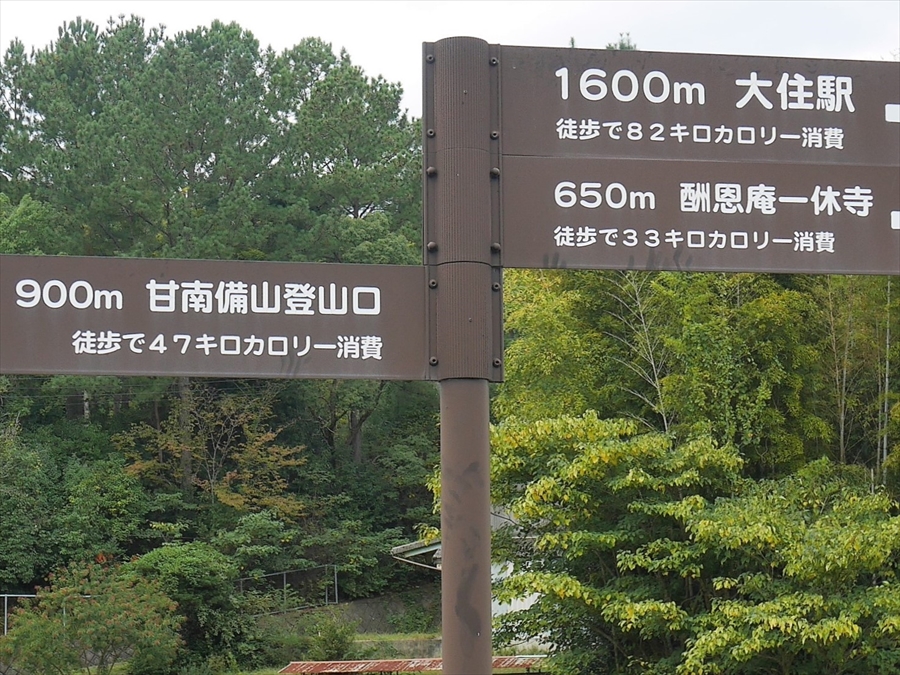 1600m 大住駅
徒歩で82キロカロリー消費
650m 酬恩庵一休寺
徒歩で33キロカロリー消費
900m 甘南備山登山口
徒歩で47キロカロリー消費